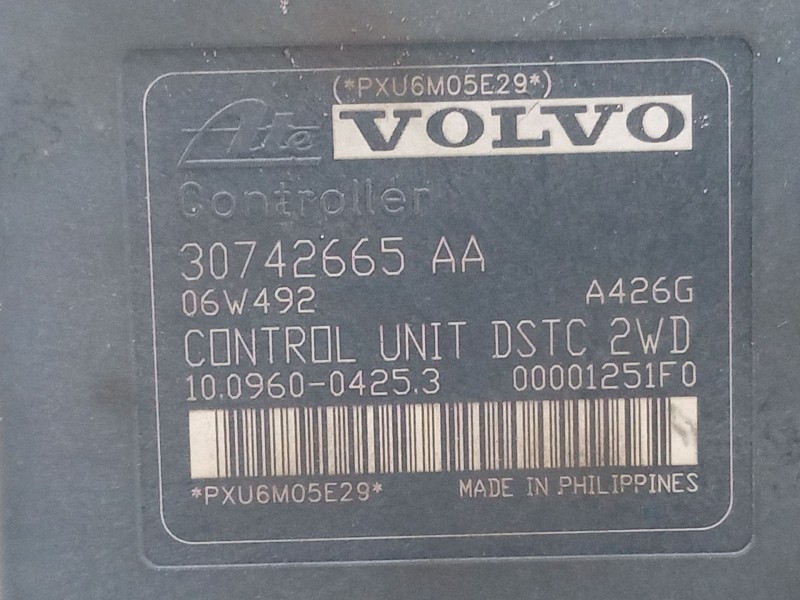 (*PXU6M05E29*)
Ate VOLVO
Controller
30742665 AA
06W492 A426G
CONTROL UNIT DSTC 2WD
10.0960-0425.3 00001251F0
*PXU6M05E29* MADE IN PHILIPPINES